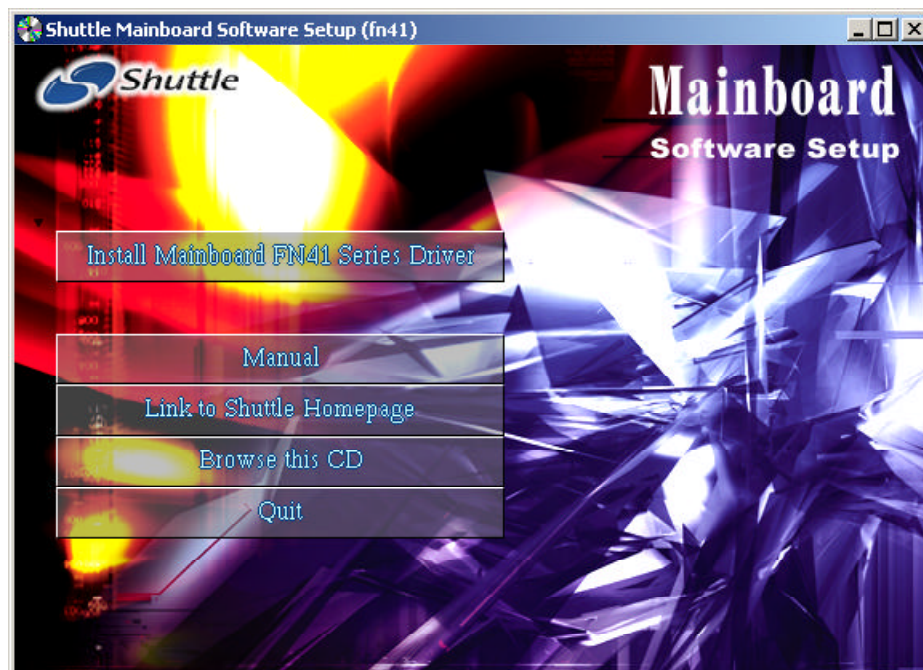 Shuttle Mainboard Software Setup (fn41)
Shuttle
Mainboard
Software Setup
Install Mainboard FN41 Series Driver
Manual
Link to Shuttle Homepage
Browse this CD
Quit